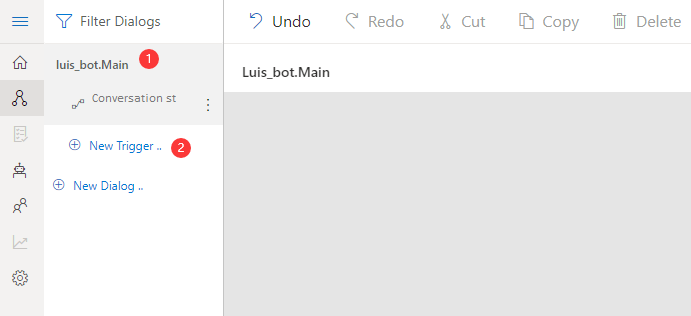 Filter Dialogs
Undo Redo Cut Copy Delete
luis_bot.Main 1
Luis_bot.Main
Conversation st
New Trigger .. 2
New Dialog ..